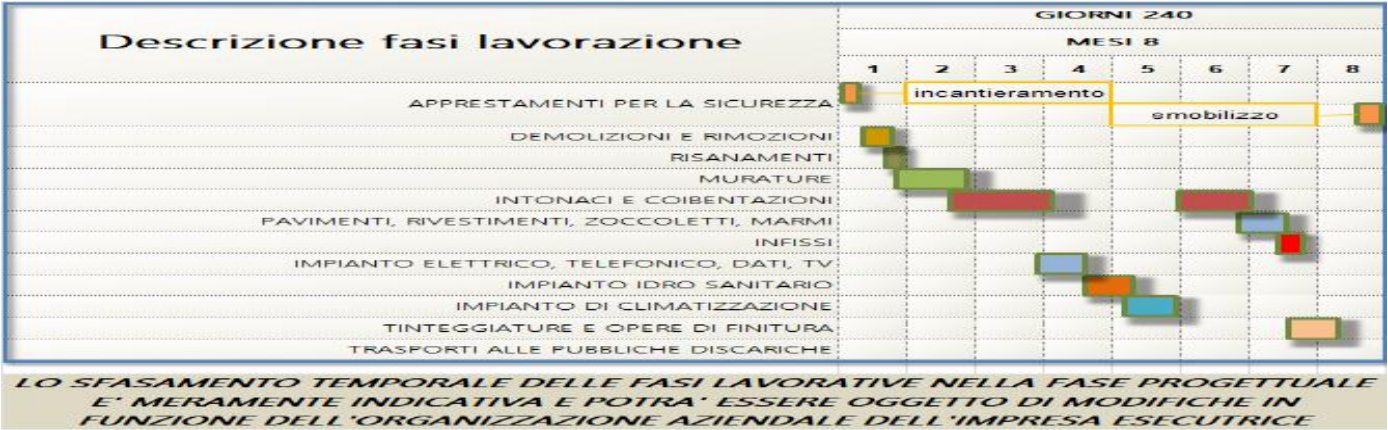 GIORNI 240
Descrizione fasi lavorazione
MESI 8
1 2 3 4 5 6 7 8
incantieramento
APPRESTAMENTI PER LA SICUREZZA
smobilizzo
DEMOLIZIONI E RIMOZIONI
RISANAMENTI
MURATURE
INTONACI E COIBENTAZIONI
PAVIMENTI, RIVESTIMENTI, ZOCCOLETTI, MARMI
INFISSI
IMPIANTO ELETTRICO, TELEFONICO, DATI, TV
IMPIANTO IDRO SANITARIO
IMPIANTO DI CLIMATIZZAZIONE
TINTEGGIATURE E OPERE DI FINITURA
TRASPORTI ALLE PUBBLICHE DISCARICHE
LO SFASAMENTO TEMPORALE DELLE FASI LAVORATIVE NELLA FASE PROGETTUALE
E' MERAMENTE INDICATIVA E POTRA' ESSERE OGGETTO DI MODIFICHE IN
FUNZIONE DELL'ORGANIZZAZIONE AZIENDALE DELL'IMPRESA ESECUTRICE